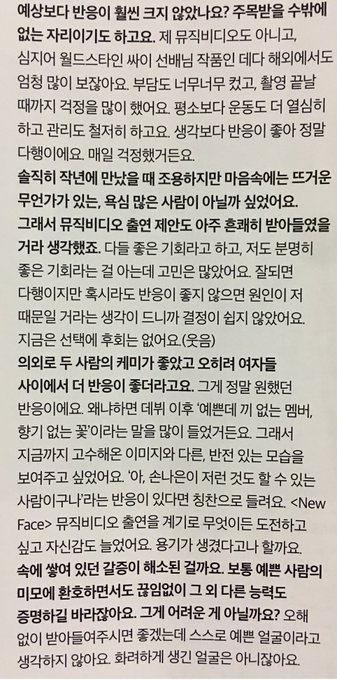 예상보다 반응이 훨씬 크지 않았나요? 주목받을 수밖에
없는 자리이기도 하고요. 제 뮤직비디오도 아니고,
심지어 월드스타인 싸이 선배님 작품인 데다 해외에서도
엄청 많이 보잖아요. 부담도 너무너무 컸고, 촬영 끝날
때까지 걱정을 많이 했어요. 평소보다 운동도 더 열심히
하고 관리도 철저히 하고요. 생각보다 반응이 좋아 정말
다행이에요. 매일 걱정했거든요.
솔직히 작년에 만났을 때 조용하지만 마음속에는 뜨거운
무언가가 있는, 욕심 많은 사람이 아닐까 싶었어요.
그래서 뮤직비디오 출연 제안도 아주 흔쾌히 받아들였을
거라 생각했죠. 다들 좋은 기회라고 하고, 저도 분명히
좋은 기회라는 걸 아는데 고민은 많았어요. 잘되면
다행이지만 혹시라도 반응이 좋지 않으면 원인이 저
때문일 거라는 생각이 드니까 결정이 쉽지 않았어요.
지금은 선택에 후회는 없어요.(웃음)
의외로 두 사람의 케미가 좋았고 오히려 여자들
사이에서 더 반응이 좋더라고요. 그게 정말 원했던
반응이에요. 왜냐하면 데뷔 이후 ‘예쁜데 끼 없는 멤버,
향기 없는 꽃’이라는 말을 많이 들었거든요. 그래서
지금까지 고수해온 이미지와 다른, 반전 있는 모습을
보여주고 싶었어요. ‘아, 손나은이 저런 것도 할 수 있는
사람이구나’라는 반응이 있다면 칭찬으로 들려요. <New
Face> 뮤직비디오 출연을 계기로 무엇이든 도전하고
싶고 자신감도 늘었어요. 용기가 생겼다고나 할까요.
속에 쌓여 있던 갈증이 해소된 걸까요. 보통 예쁜 사람의
미모에 환호하면서도 끊임없이 그 외 다른 능력도
증명하길 바라잖아요. 그게 어려운 게 아닐까요? 오해
없이 받아들여주시면 좋겠는데 스스로 예쁜 얼굴이라고
생각하지 않아요. 화려하게 생긴 얼굴은 아니잖아요.